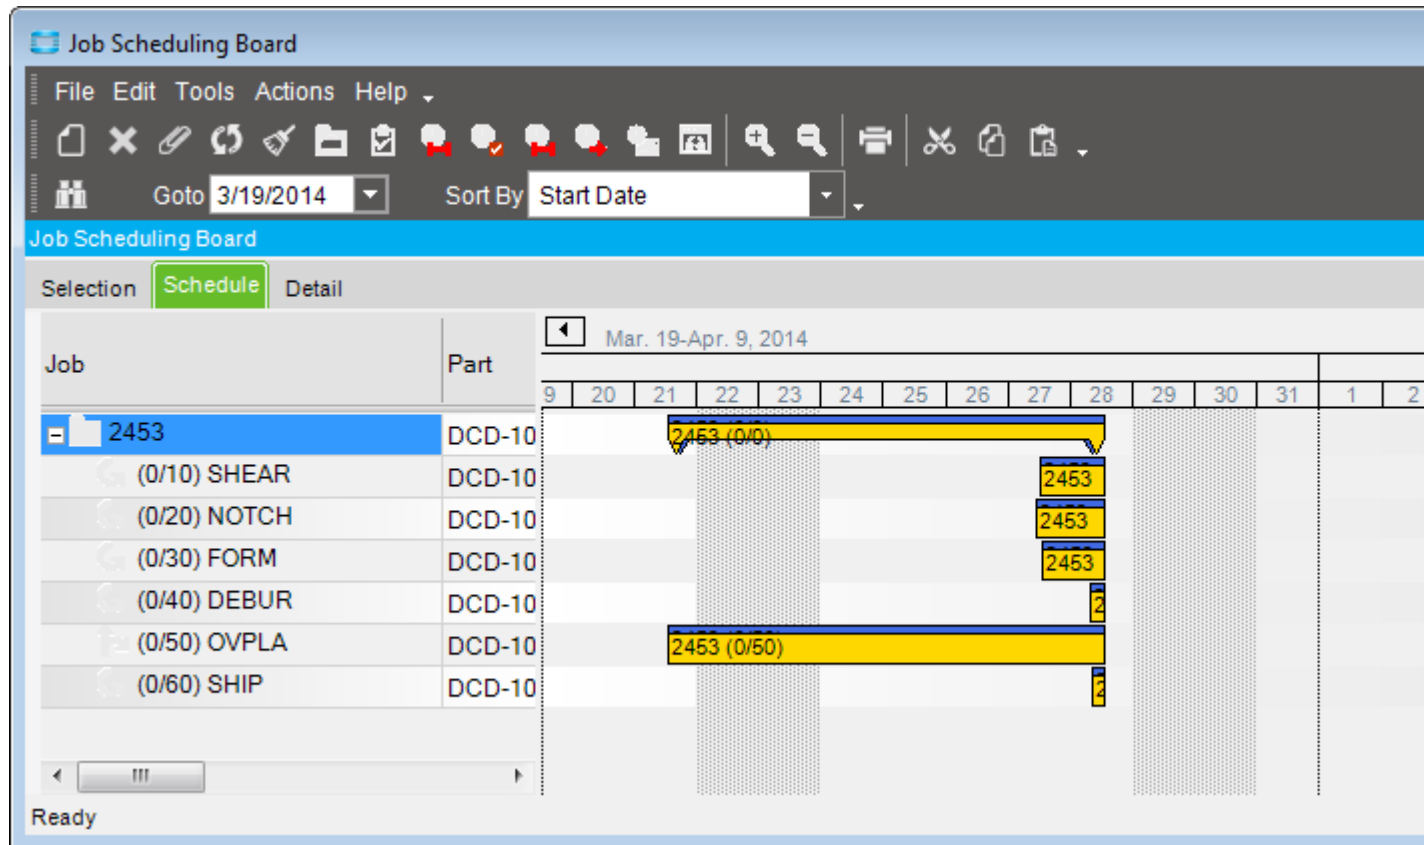 Job Scheduling Board
File Edit Tools Actions Help
Goto 3/19/2014 Sort By Start Date
Job Scheduling Board
Selection Schedule Detail
Job Part Mar. 19-Apr. 9, 2014
9 20 21 22 23 24 25 26 27 28 29 30 31 1 2
2453 DCD-10 2453 (0/0)
(0/10) SHEAR DCD-10 2453
(0/20) NOTCH DCD-10 2453
(0/30) FORM DCD-10 2453
(0/40) DEBUR DCD-10 2
(0/50) OVPLA DCD-10 2453 (0/50)
(0/60) SHIP DCD-10 2
Ready